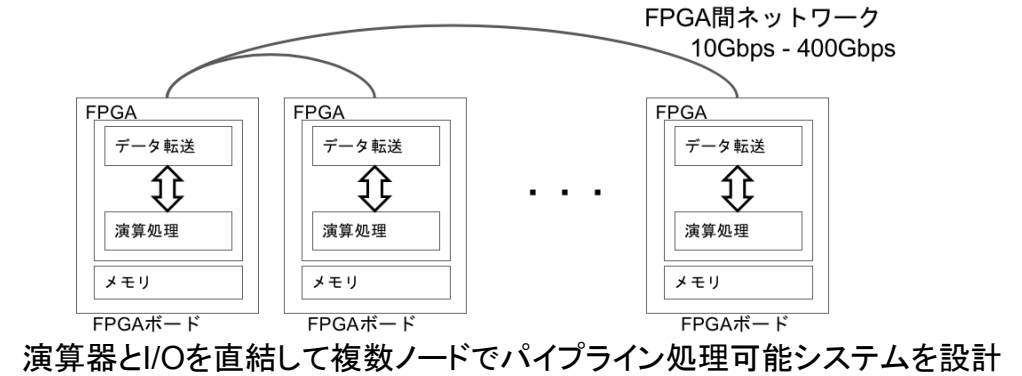 FPGA間ネットワーク
10Gbps - 400Gbps
FPGA
データ転送
演算処理
メモリ
FPGAボード
FPGA
データ転送
演算処理
メモリ
FPGAボード
・・・
FPGA
データ転送
演算処理
メモリ
FPGAボード
演算器とI/Oを直結して複数ノードでパイプライン処理可能システムを設計